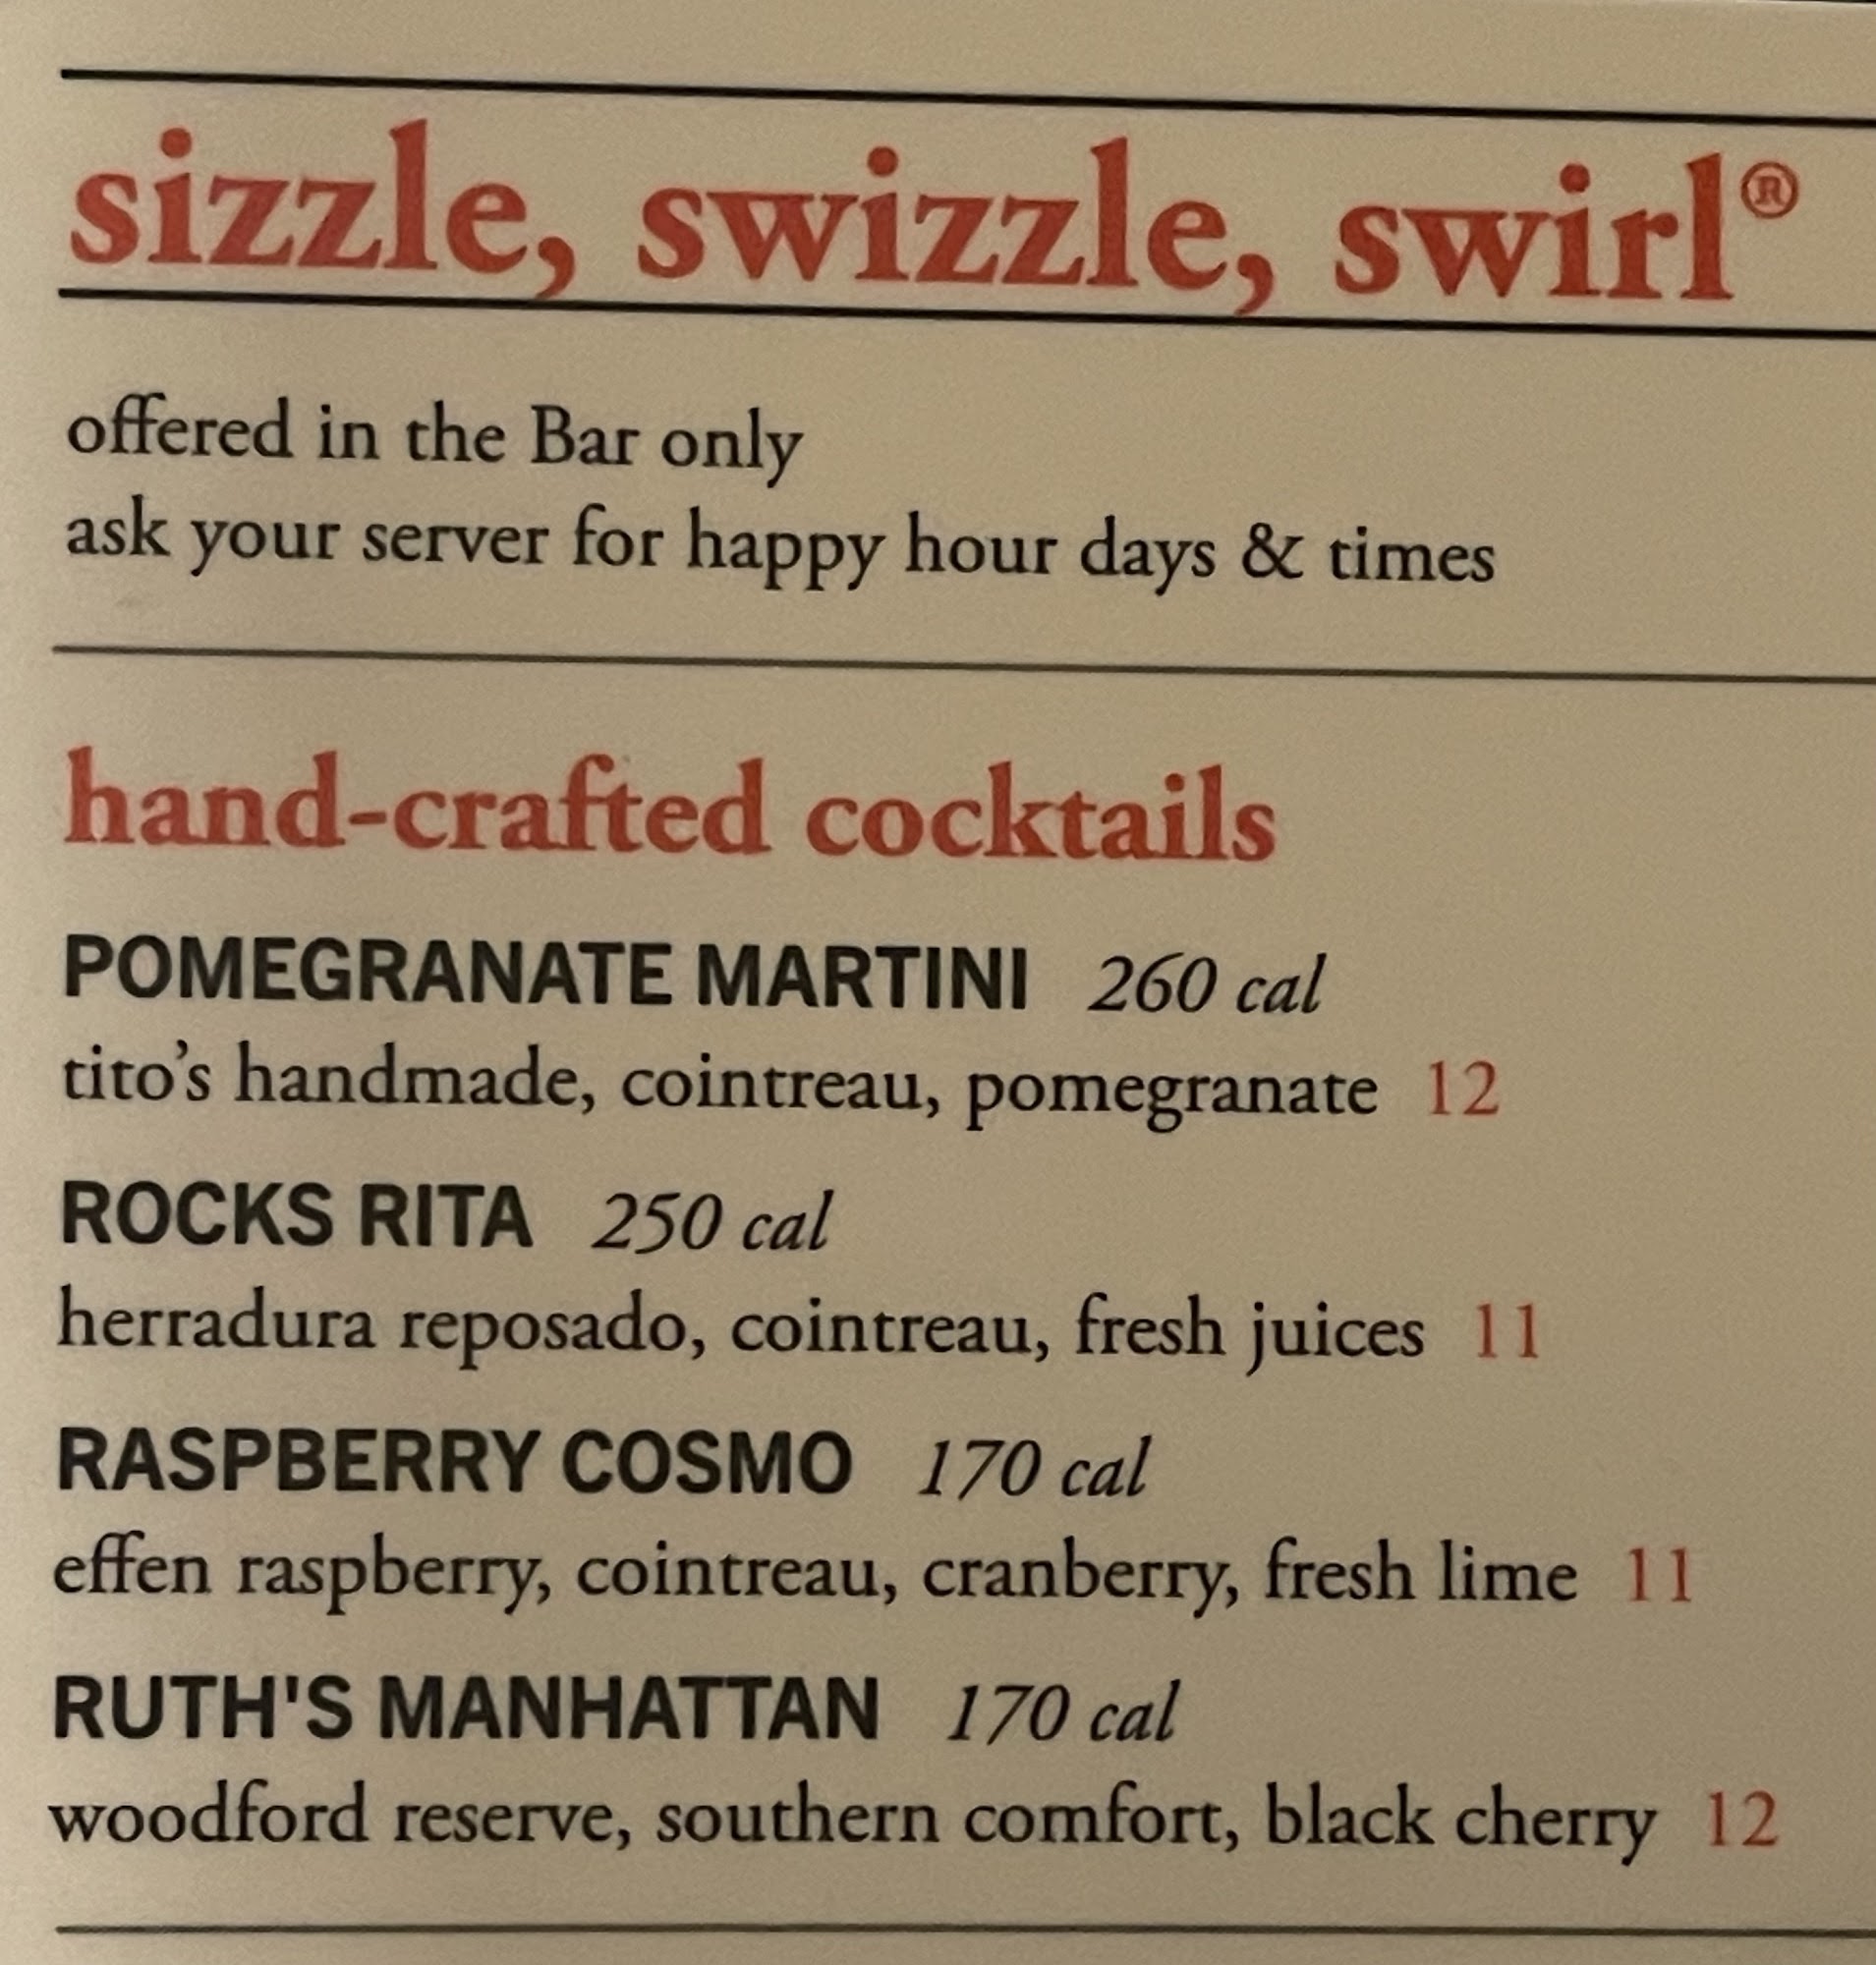 sizzle, swizzle, swirl®
offered in the Bar only
ask your server for happy hour days & times
hand-crafted cocktails
POMEGRANATE MARTINI 260 cal
tito’s handmade, cointreau, pomegranate 12
ROCKS RITA 250 cal
herradura reposado, cointreau, fresh juices 11
RASPBERRY COSMO 170 cal
effen raspberry, cointreau, cranberry, fresh lime 11
RUTH'S MANHATTAN 170 cal
woodford reserve, southern comfort, black cherry 12